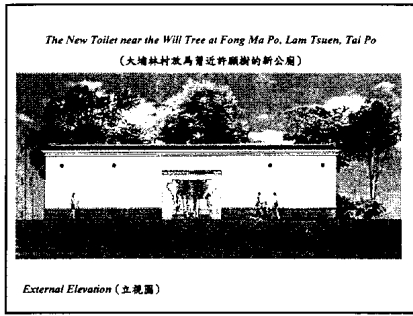 The New Toilet near the Will Tree at Fong Ma Po, Lam Tsuen, Tai Po
(大埔林村放馬莆近許願樹的新公廁)
External Elevation (立視圖)